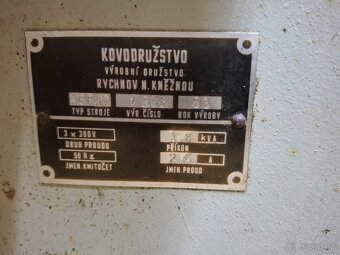 KOVODRUŽSTVO
VÝROBNÍ DRUŽSTVO
RYCHNOV N. KNĚŽNOU
TYP STROJE VÝR. ČÍSLO ROK VÝROBY
3 x 380V kVA
DRUH PROUDU PŘÍKON
50 Hz A
JMEN. KMITOČET JMEN. PROUD